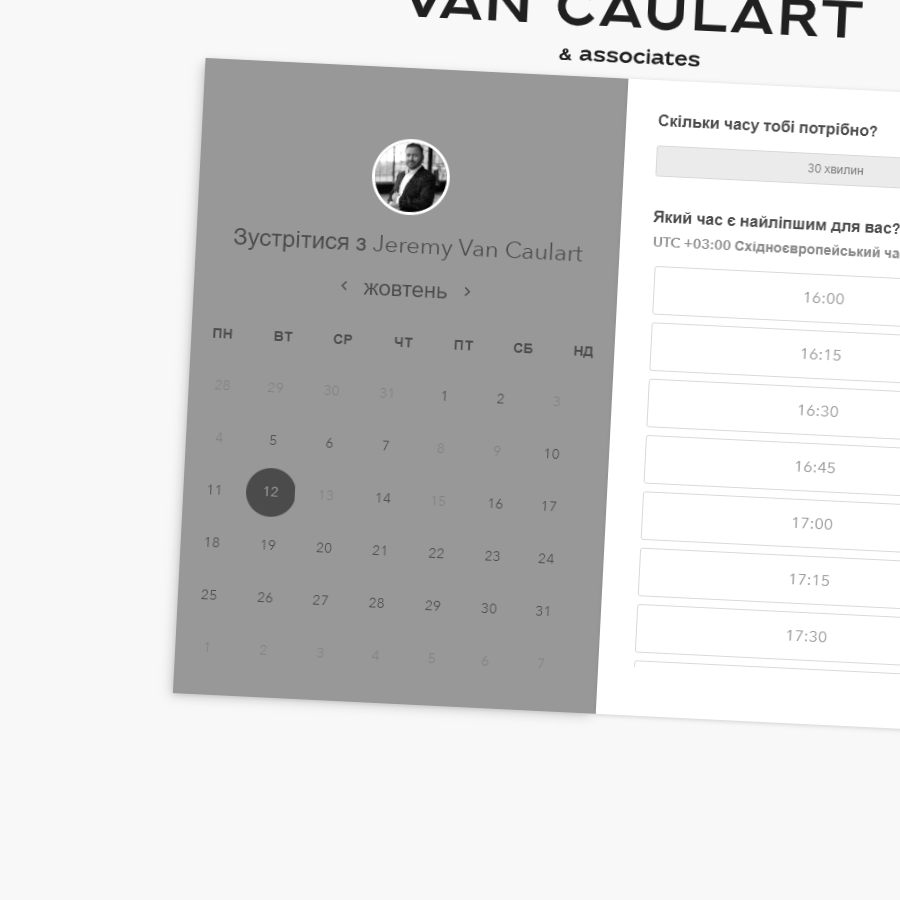 VAN CAULART
& associates
Зустрітися з Jeremy Van Caulart
‹ жовтень ›
ПН ВТ СР ЧТ ПТ СБ НД
28 29 30 31 1 2 3
4 5 6 7 8 9 10
11 12 13 14 15 16 17
18 19 20 21 22 23 24
25 26 27 28 29 30 31
1 2 3 4 5 6 7
Скільки часу тобі потрібно?
30 хвилин
Який час є найліпшим для вас?
UTC +03:00 Східноєвропейський
16:00
16:15
16:30
16:45
17:00
17:15
17:30